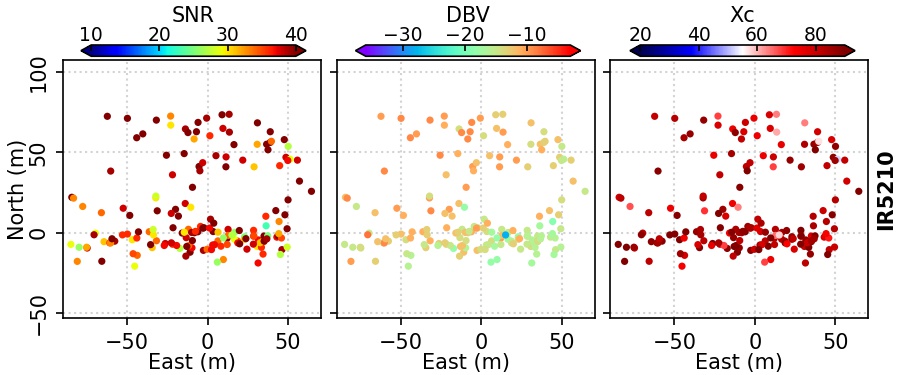 SNR DBV Xc
10 20 30 40 −30 −20 −10 20 40 60 80
100
50
0
−50
North (m)
IR5210
−50 0 50 −50 0 50 −50 0 50
East (m) East (m) East (m)